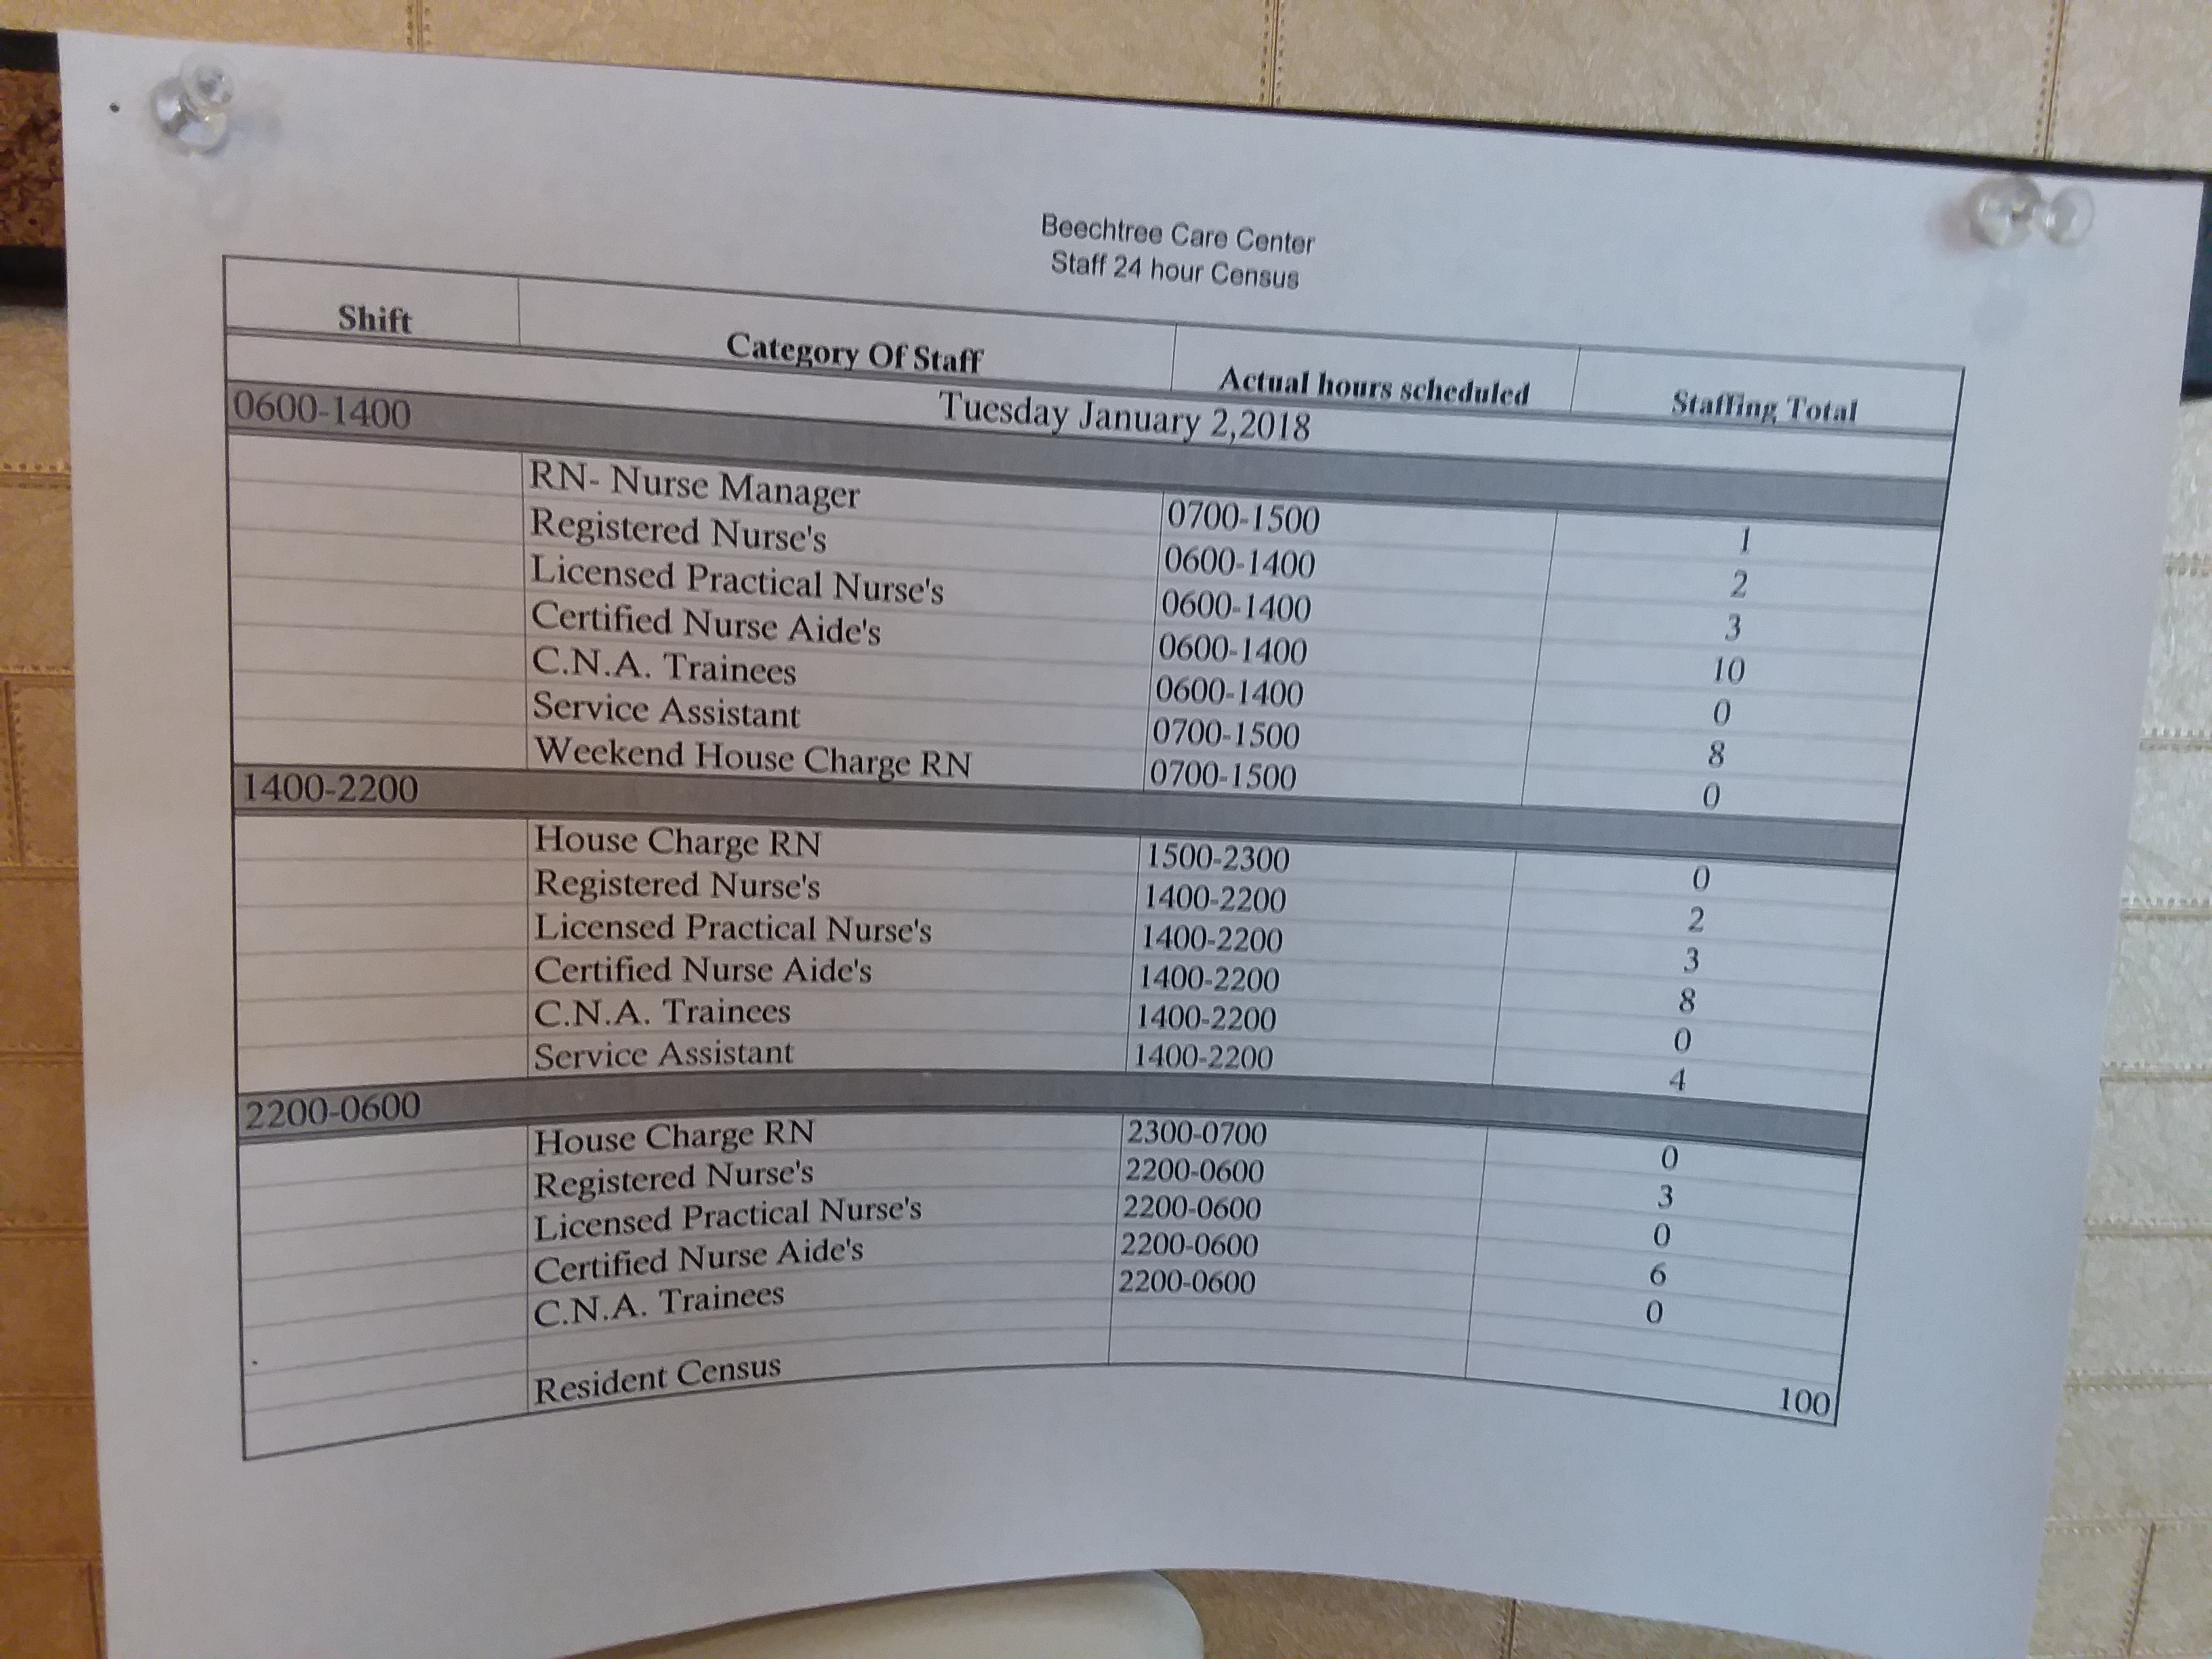 Beechtree Care Center
Staff 24 hour Census
Shift Category Of Staff Actual hours scheduled Staffing Total
Tuesday January 2,2018
0600-1400
RN- Nurse Manager 0700-1500 1
Registered Nurse's 0600-1400 2
Licensed Practical Nurse's 0600-1400 3
Certified Nurse Aide's 0600-1400 10
C.N.A. Trainees 0600-1400 0
Service Assistant 0700-1500 8
Weekend House Charge RN 0700-1500 0
1400-2200
House Charge RN 1500-2300 0
Registered Nurse's 1400-2200 2
Licensed Practical Nurse's 1400-2200 3
Certified Nurse Aide's 1400-2200 8
C.N.A. Trainees 1400-2200 0
Service Assistant 1400-2200 4
2200-0600
House Charge RN 2300-0700 0
Registered Nurse's 2200-0600 3
Licensed Practical Nurse's 2200-0600 0
Certified Nurse Aide's 2200-0600 6
C.N.A. Trainees 2200-0600 0
Resident Census 100